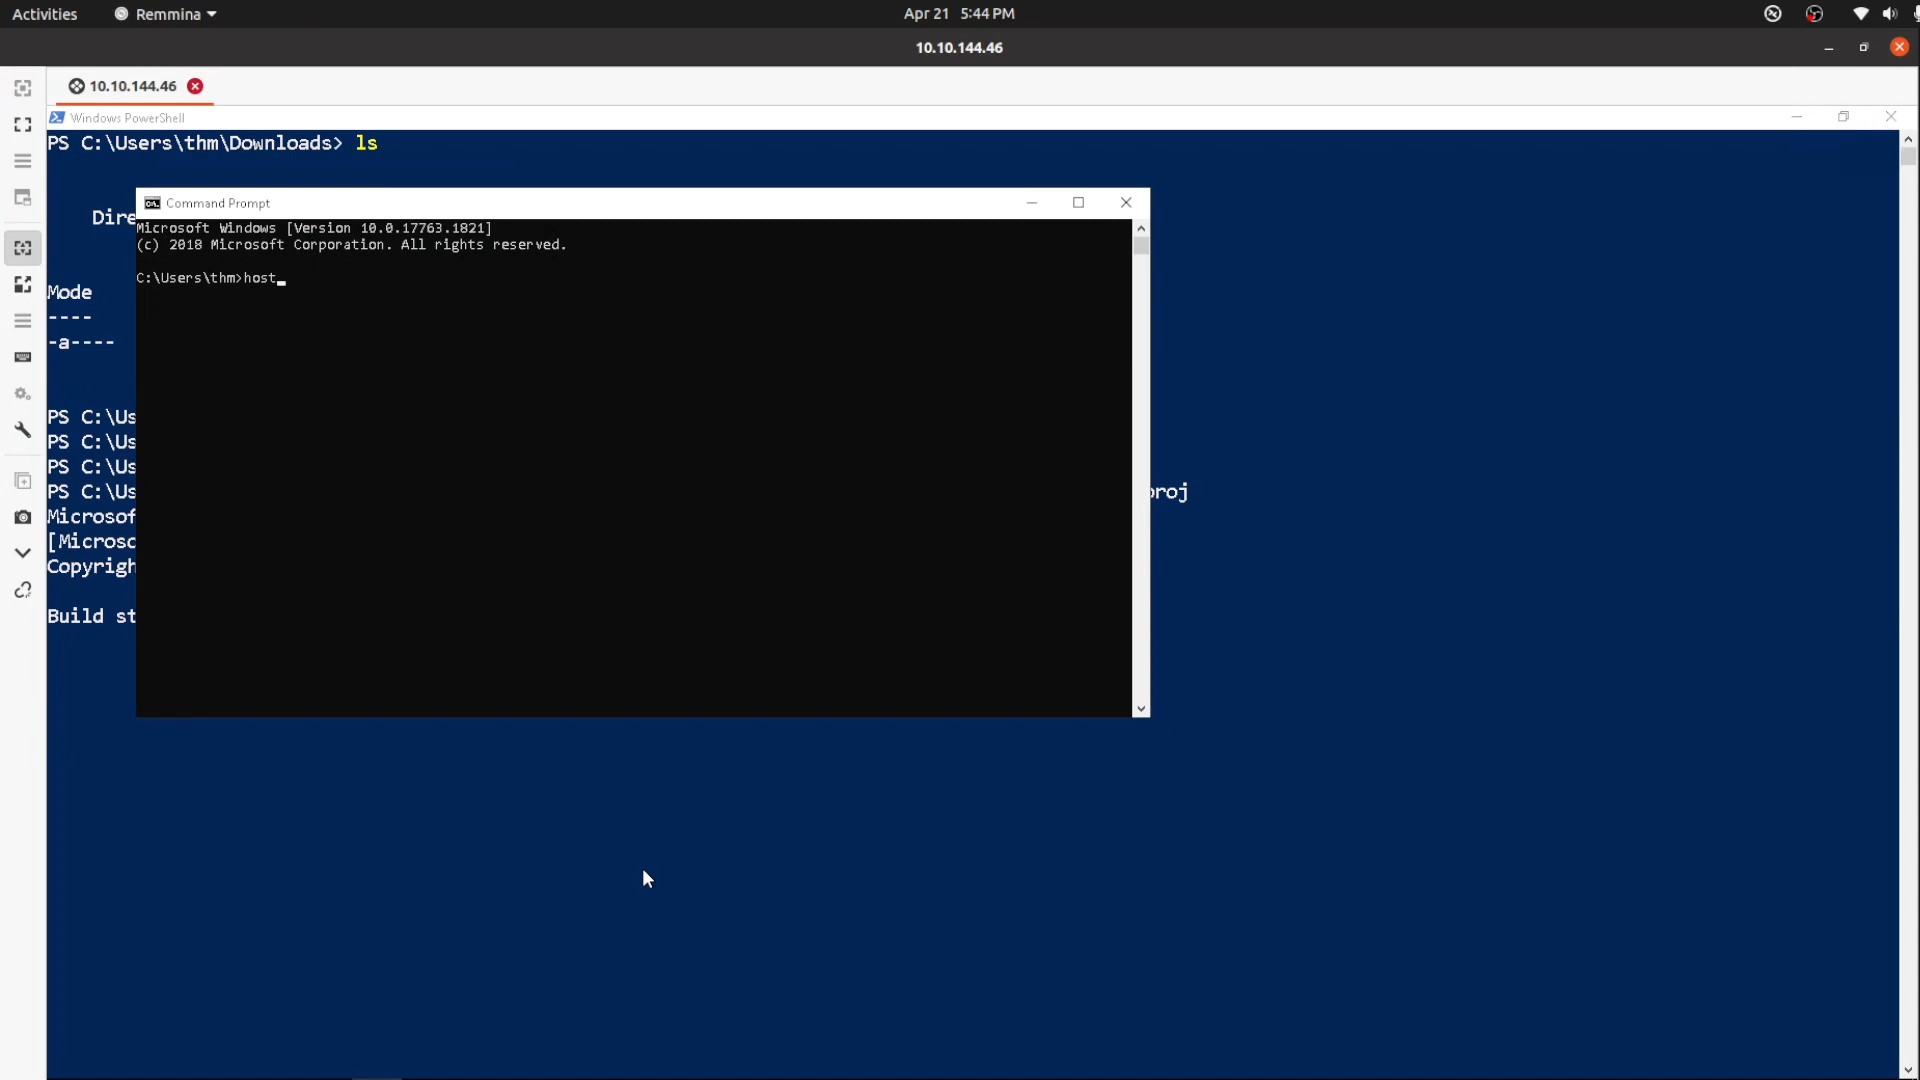 Activities
Remmina
Apr 21 5:44 PM
10.10.144.46
10.10.144.46
Windows PowerShell
PS C:\Users\thm\Downloads> ls
Dire
Mode
----
-a----
PS C:\Us
PS C:\Us
PS C:\Us
PS C:\Us
proj
Microsof
[Microsc
Copyrigh
Build st
Command Prompt
Microsoft Windows [Version 10.0.17763.1821]
(c) 2018 Microsoft Corporation. All rights reserved.
C:\Users\thm>host